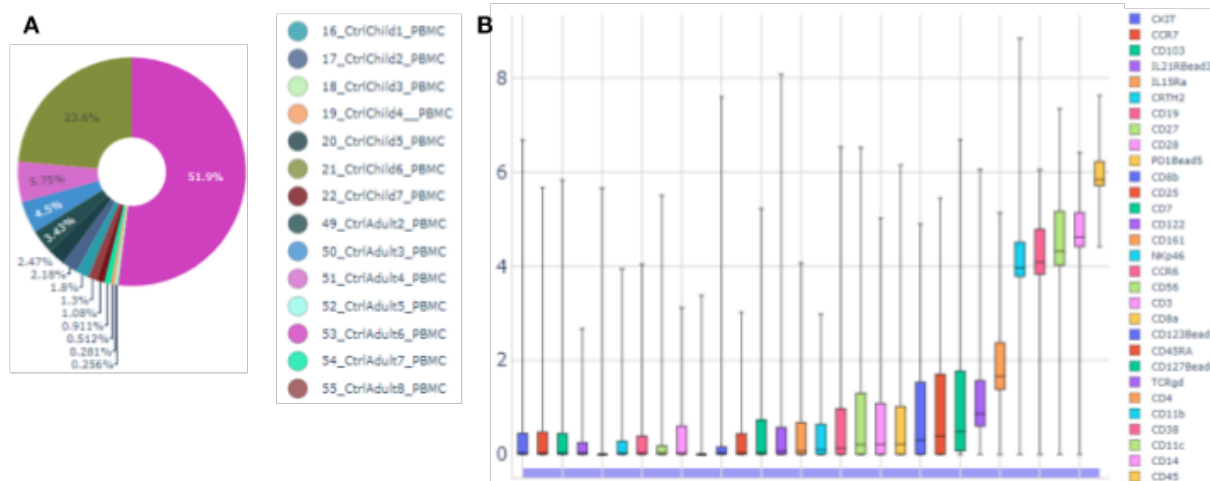 A
23.6%
5.75%
4.5%
3.43%
2.47%
2.18%
1.8%
1.3%
1.08%
0.911%
0.512%
0.281%
0.256%
51.9%
16_CtrlChild1_PBMC
17_CtrlChild2_PBMC
18_CtrlChild3_PBMC
19_CtrlChild4__PBMC
20_CtrlChild5_PBMC
21_CtrlChild6_PBMC
22_CtrlChild7_PBMC
49_CtrlAdult2_PBMC
50_CtrlAdult3_PBMC
51_CtrlAdult4_PBMC
52_CtrlAdult5_PBMC
53_CtrlAdult6_PBMC
54_CtrlAdult7_PBMC
55_CtrlAdult8_PBMC
B
8
6
4
2
0
CKIT
CCR7
CD103
IL21RBead3
IL15Ra
CRTH2
CD19
CD27
CD28
PD1Bead5
CD8b
CD25
CD7
CD122
CD161
NKp46
CCR6
CD56
CD3
CD8a
CD123Bead
CD45RA
CD127Bead
TCRgd
CD4
CD11b
CD38
CD11c
CD14
CD45